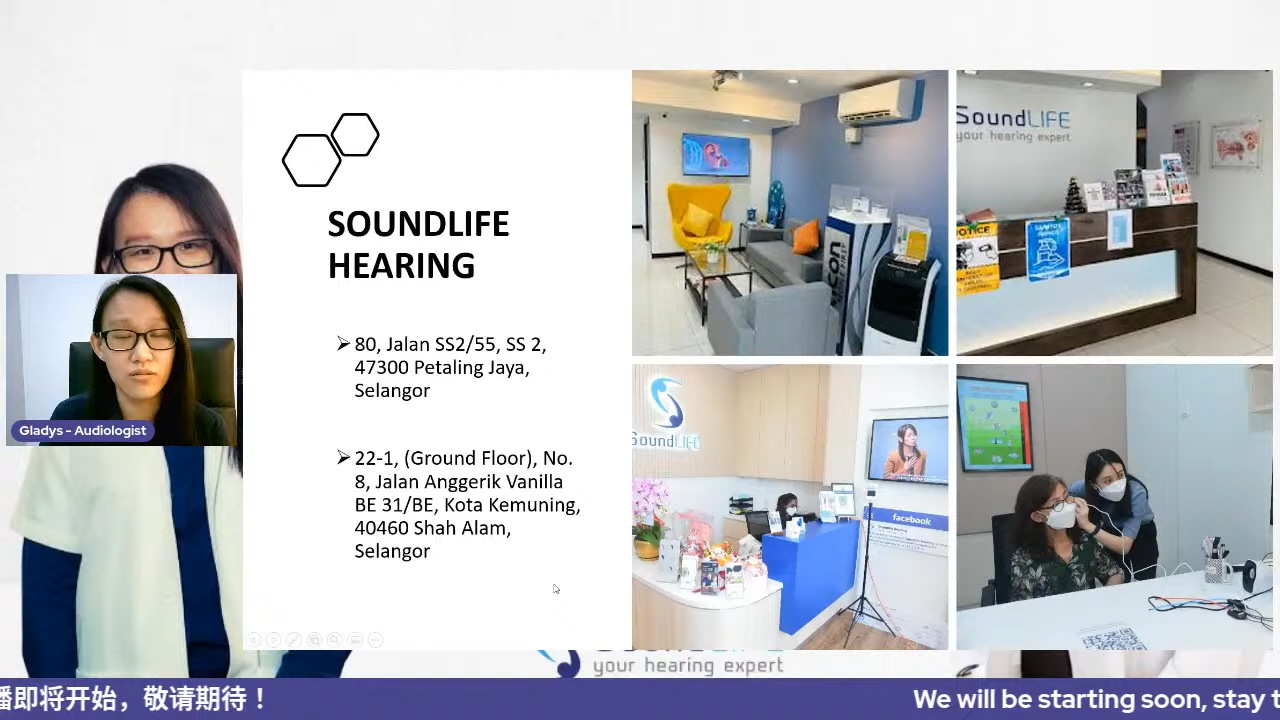 SOUNDLIFE
HEARING
80, Jalan SS2/55, SS 2,
47300 Petaling Jaya,
Selangor
22-1, (Ground Floor), No.
8, Jalan Anggerik Vanilla
BE 31/BE, Kota Kemuning,
40460 Shah Alam,
Selangor
Gladys - Audiologist
SoundLIFE
your hearing expert
NOTICE
SANITIZE
HANDS
SoundLIFE
facebook
your hearing expert
即将开始，敬请期待！
We will be starting soon, stay